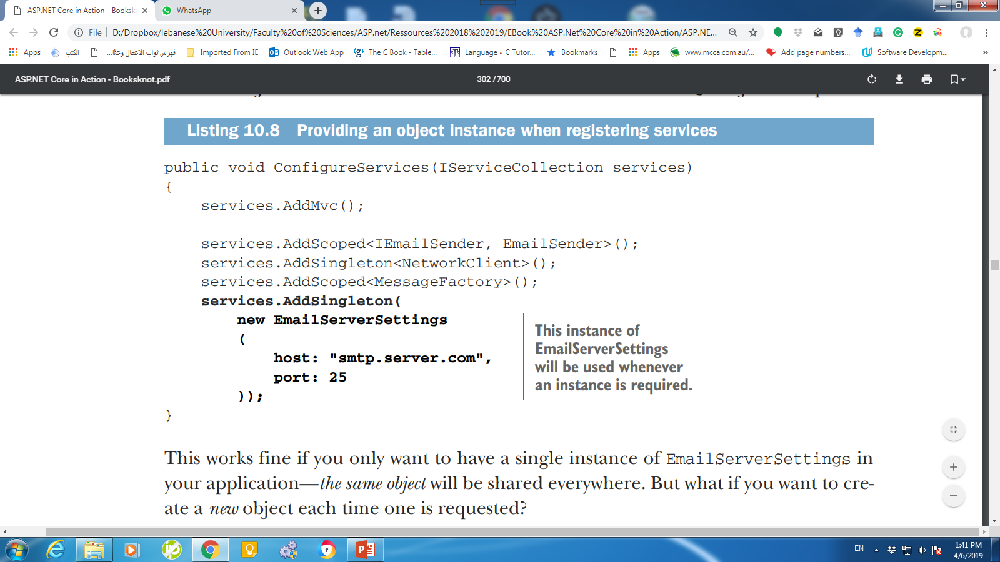 ASP.NET Core in Action - Booksk
WhatsApp
File | D:/Dropbox/lebanese%20University/Faculty%20of%20Sciences/ASP.net/Ressources%202018%202019/EBook%20ASP.Net%20Core%20in%20Action/ASP.NE...
Apps الكتب فهرس ثواب الاعمال وعقا... Imported From IE Outlook Web App The C Book - Table... Language « C Tutor... Bookmarks Apps www.mcca.com.au/... Add page numbers... Software Developm... »
ASP.NET Core in Action - Booksknot.pdf 302 / 700
Listing 10.8 Providing an object instance when registering services
public void ConfigureServices(IServiceCollection services)
{
services.AddMvc();
services.AddScoped<IEmailSender, EmailSender>();
services.AddSingleton<NetworkClient>();
services.AddScoped<MessageFactory>();
services.AddSingleton(
new EmailServerSettings
(
host: "smtp.server.com",
port: 25
));
}
This instance of
EmailServerSettings
will be used whenever
an instance is required.
This works fine if you only want to have a single instance of EmailServerSettings in
your application—the same object will be shared everywhere. But what if you want to cre-
ate a new object each time one is requested?
EN
1:41 PM
4/6/2019